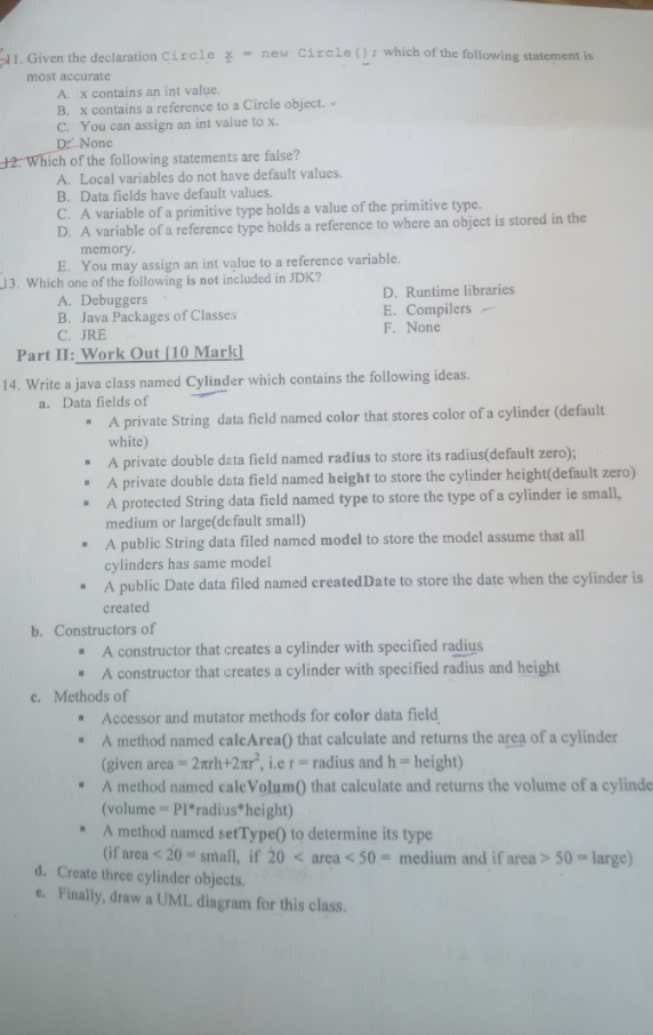 11. Given the declaration Circle x = new Circle(); which of the following statement is
most accurate
A. x contains an int value.
B. x contains a reference to a Circle object.
C. You can assign an int value to x.
D. None
12. Which of the following statements are false?
A. Local variables do not have default values.
B. Data fields have default values.
C. A variable of a primitive type holds a value of the primitive type.
D. A variable of a reference type holds a reference to where an object is stored in the
memory.
E. You may assign an int value to a reference variable.
13. Which one of the following is not included in JDK?
A. Debuggers
B. Java Packages of Classes
C. JRE
D. Runtime libraries
E. Compilers
F. None
Part II: Work Out [10 Mark]
14. Write a java class named Cylinder which contains the following ideas.
a. Data fields of
▪ A private String data field named color that stores color of a cylinder (default
white)
▪ A private double data field named radius to store its radius(default zero);
▪ A private double data field named height to store the cylinder height(default zero)
▪ A protected String data field named type to store the type of a cylinder ie small,
medium or large(default small)
▪ A public String data filed named model to store the model assume that all
cylinders has same model
▪ A public Date data filed named createdDate to store the date when the cylinder is
created
b. Constructors of
▪ A constructor that creates a cylinder with specified radius
▪ A constructor that creates a cylinder with specified radius and height
c. Methods of
▪ Accessor and mutator methods for color data field
▪ A method named calcArea() that calculate and returns the area of a cylinder
(given area = 2πrh+2πr², i.e r = radius and h = height)
▪ A method named calcVolum() that calculate and returns the volume of a cylinde
(volume = PI*radius*height)
▪ A method named setType() to determine its type
(if area < 20 = small, if 20 < area < 50 = medium and if area > 50 = large)
d. Create three cylinder objects.
e. Finally, draw a UML diagram for this class.